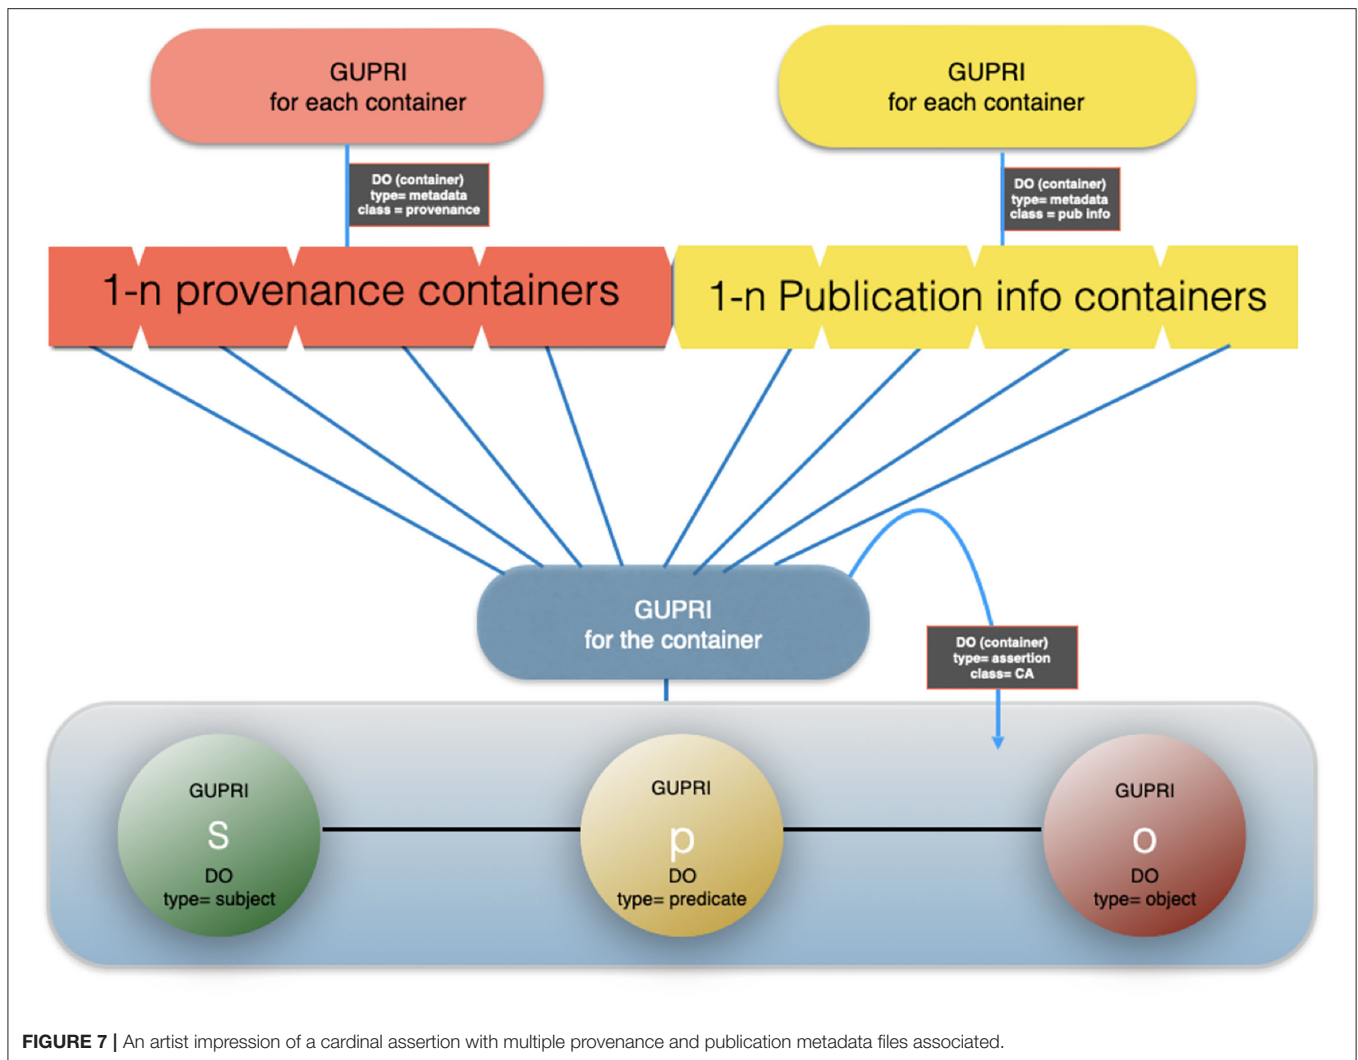 GUPRI
for each container
GUPRI
for each container
DO (container)
type= metadata
class = provenance
DO (container)
type= metadata
class = pub info
1-n provenance containers
1-n Publication info containers
GUPRI
for the container
DO (container)
type= assertion
class= CA
GUPRI
s
DO
type= subject
GUPRI
p
DO
type= predicate
GUPRI
o
DO
type= object
FIGURE 7 | An artist impression of a cardinal assertion with multiple provenance and publication metadata files associated.